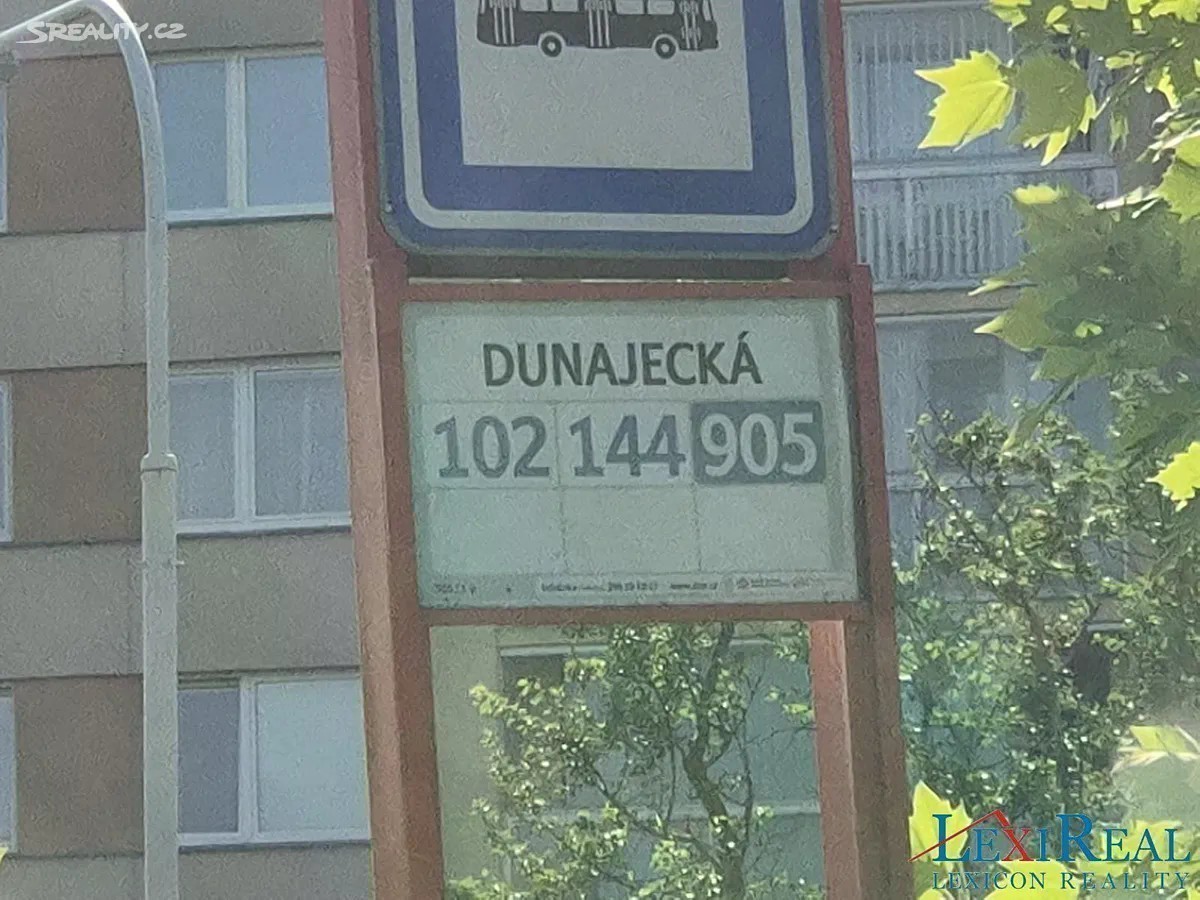 SREALITY.CZ
DUNAJECKÁ
102 144 905
LEXIREAL
LEXICON REALITY